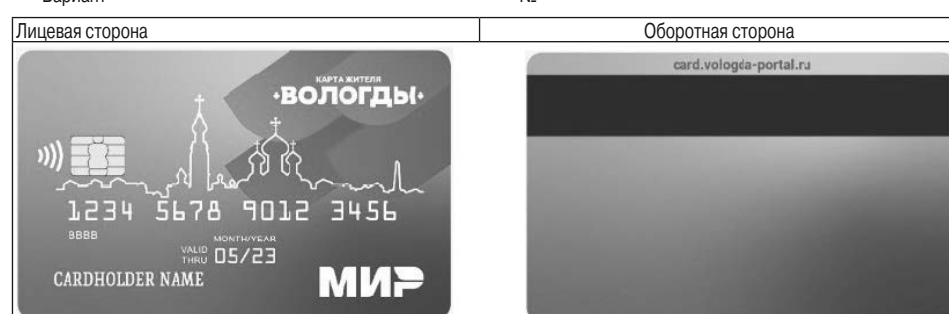 Вариант №
Лицевая сторона
Оборотная сторона
КАРТА ЖИТЕЛЯ
ВОЛОГДЫ
1234 5678 9012 3456
BBBB
MONTH/YEAR
VALID THRU 05/23
CARDHOLDER NAME
МИР
card.vologda-portal.ru